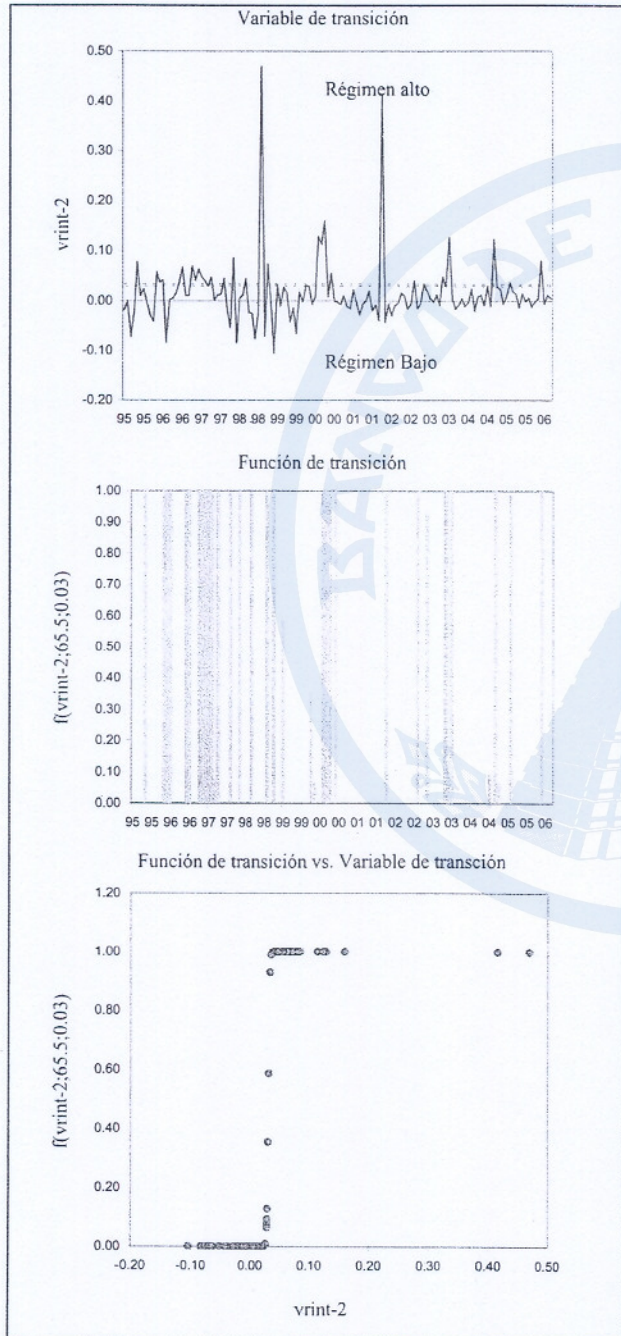 Variable de transición
0.50
0.40
0.30
0.20
0.10
0.00
-0.10
-0.20
vrint-2
Régimen alto
Régimen Bajo
95 95 96 96 97 97 98 98 99 99 00 00 01 01 02 02 03 03 04 04 05 05 06
Función de transición
1.00
0.90
0.80
0.70
0.60
0.50
0.40
0.30
0.20
0.10
0.00
f(vrint-2;65.5;0.03)
95 95 96 96 97 97 98 98 99 99 00 00 01 01 02 02 03 03 04 04 05 05 06
Función de transición vs. Variable de transción
1.20
1.00
0.80
0.60
0.40
0.20
0.00
f(vrint-2;65.5;0.03)
-0.20 -0.10 0.00 0.10 0.20 0.30 0.40 0.50
vrint-2
BANCO DE